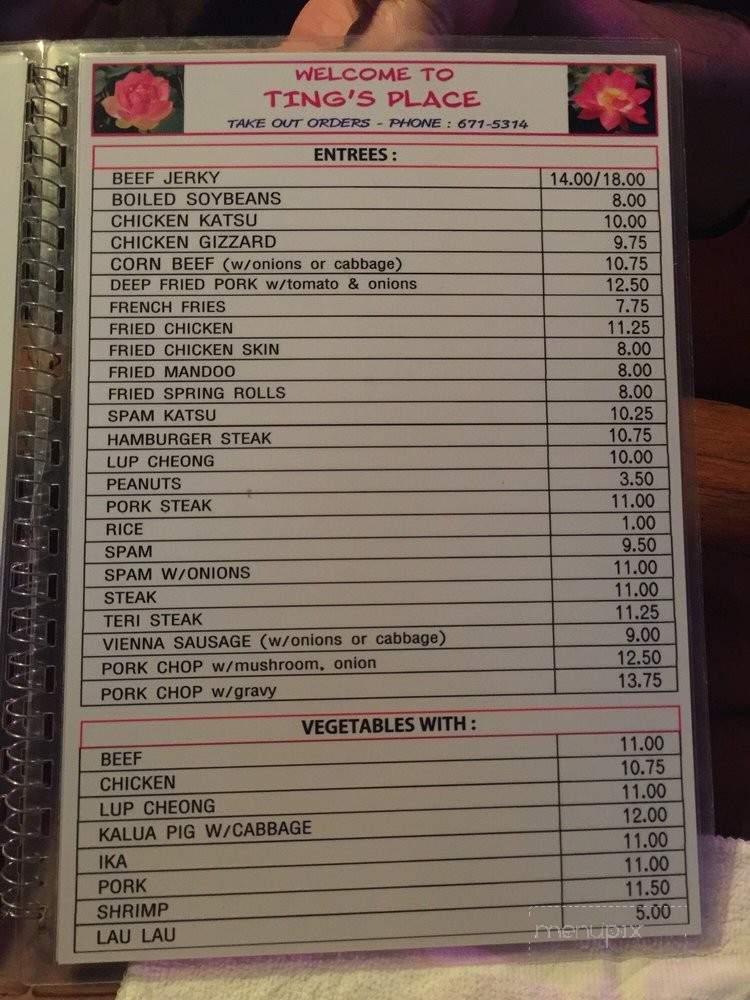 WELCOME TO
TING'S PLACE
TAKE OUT ORDERS - PHONE : 671-5314
ENTREES :
BEEF JERKY 14.00/18.00
BOILED SOYBEANS 8.00
CHICKEN KATSU 10.00
CHICKEN GIZZARD 9.75
CORN BEEF (w/onions or cabbage) 10.75
DEEP FRIED PORK w/tomato & onions 12.50
FRENCH FRIES 7.75
FRIED CHICKEN 11.25
FRIED CHICKEN SKIN 8.00
FRIED MANDOO 8.00
FRIED SPRING ROLLS 8.00
SPAM KATSU 10.25
HAMBURGER STEAK 10.75
LUP CHEONG 10.00
PEANUTS 3.50
PORK STEAK 11.00
RICE 1.00
SPAM 9.50
SPAM W/ONIONS 11.00
STEAK 11.00
TERI STEAK 11.25
VIENNA SAUSAGE (w/onions or cabbage) 9.00
PORK CHOP w/mushroom, onion 12.50
PORK CHOP w/gravy 13.75
VEGETABLES WITH :
BEEF 11.00
CHICKEN 10.75
LUP CHEONG 11.00
KALUA PIG W/CABBAGE 12.00
IKA 11.00
PORK 11.00
SHRIMP 11.50
LAU LAU 5.00
menupix